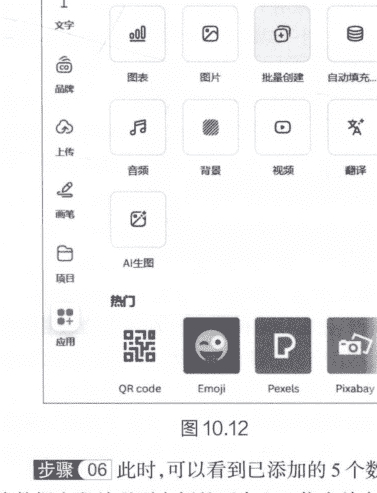 文字
品牌
上传
画笔
项目
应用
图表 图片 批量创建 自动填充...
音频 背景 视频 翻译
AI生图
热门
QR code Emoji Pexels Pixabay
图 10.12
步骤 06 此时，可以看到已添加的 5 个数